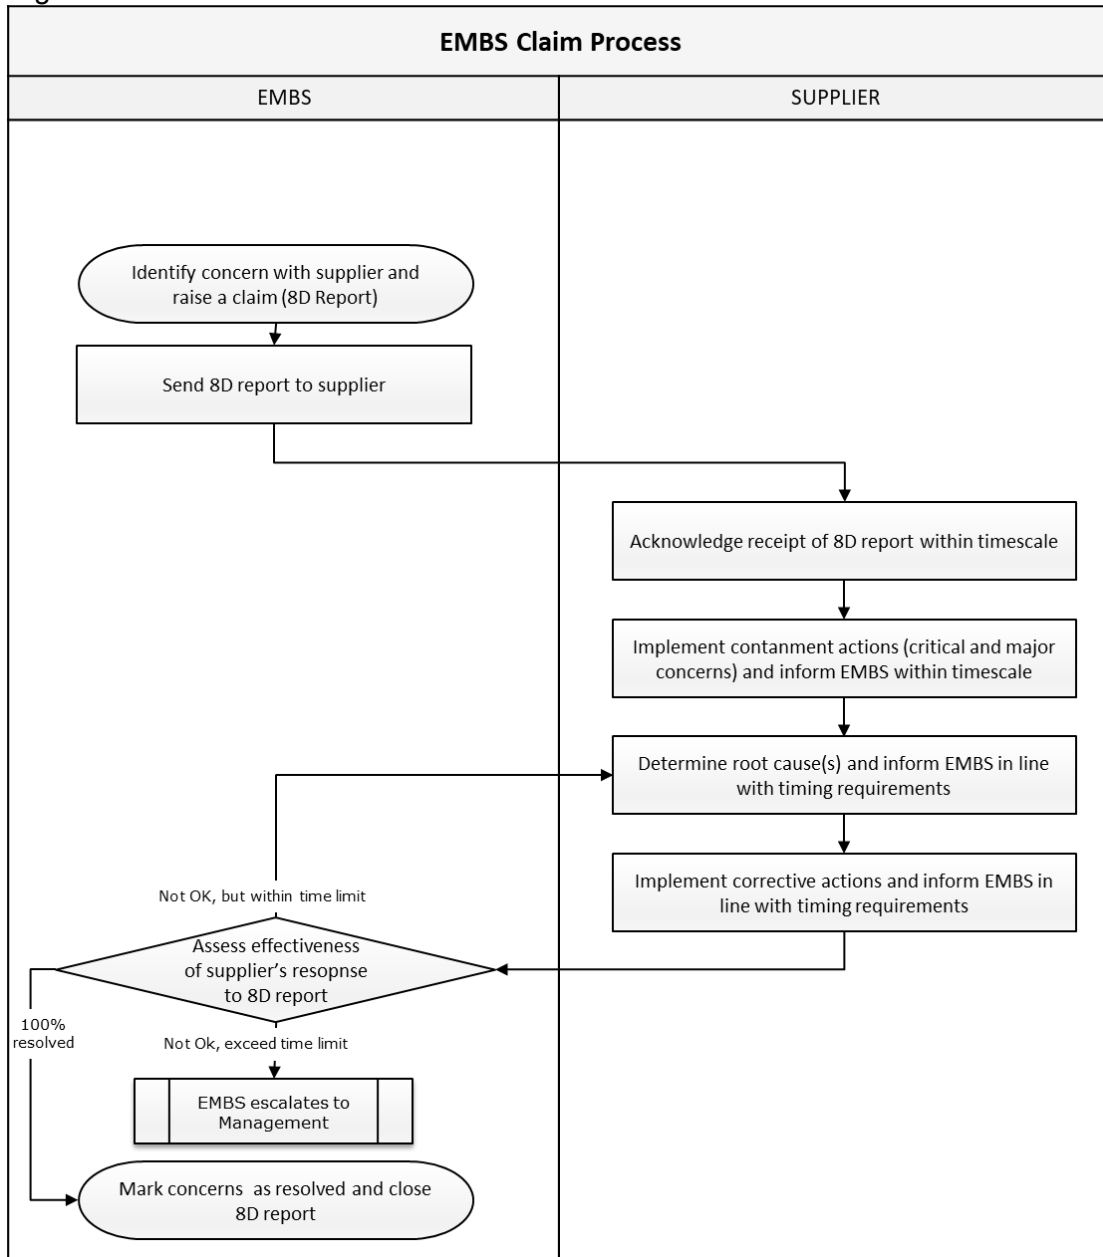 EMBS Claim Process
EMBS
SUPPLIER
Identify concern with supplier and
raise a claim (8D Report)
Send 8D report to supplier
Acknowledge receipt of 8D report within timescale
Implement contanment actions (critical and major
concerns) and inform EMBS within timescale
Determine root cause(s) and inform EMBS in line
with timing requirements
Implement corrective actions and inform EMBS in
line with timing requirements
Not OK, but within time limit
Assess effectiveness
of supplier's resopnse
to 8D report
100%
resolved
Not Ok, exceed time limit
EMBS escalates to
Management
Mark concerns as resolved and close
8D report